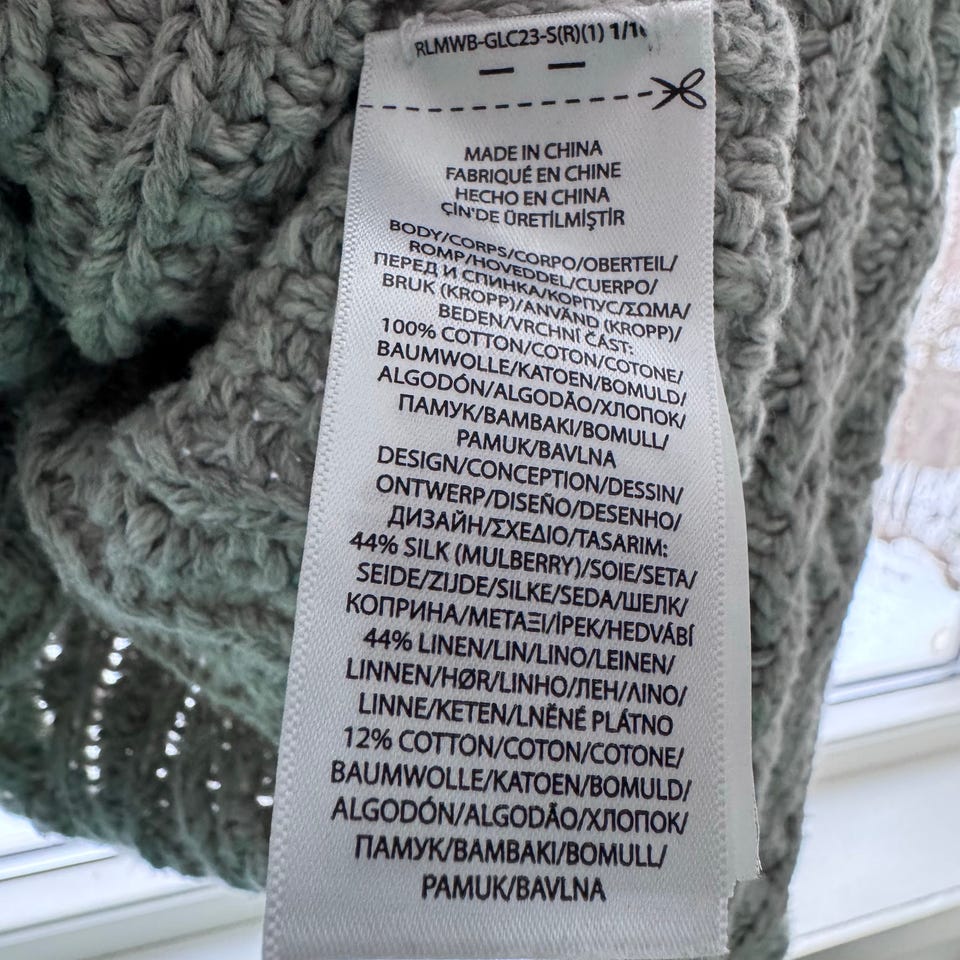 RLMWB-GLC23-S(R)(1) 1/1
MADE IN CHINA
FABRIQUÉ EN CHINE
HECHO EN CHINA
ÇİN'DE ÜRETİLMİŞTİR
BODY/CORPS/CORPO/OBERTEIL/
ROMP/HOVEDDEL/CUERPO/
ПЕРЕД И СПИНКА/КОРПУС/ΣΩΜΑ/
BRUK (KROPP)/ANVÄND (KROPP)/
BEDEN/VRCHNÍ ČÁST:
100% COTTON/COTON/COTONE/
BAUMWOLLE/KATOEN/BOMULD/
ALGODÓN/ALGODÃO/ХЛОПОК/
ПАМУК/BAMBAKI/BOMULL/
PAMUK/BAVLNA
DESIGN/CONCEPTION/DESSIN/
ONTWERP/DISEÑO/DESENHO/
ДИЗАЙН/ΣΧΕΔΙΟ/TASARIM:
44% SILK (MULBERRY)/SOIE/SETA/
SEIDE/ZIJDE/SILKE/SEDA/ШЕЛК/
КОПРИНА/ΜΕΤΑΞΙ/İPEK/HEDVÁBÍ
44% LINEN/LIN/LINO/LEINEN/
LINNEN/HØR/LINHO/ЛЕН/ΛΙΝΟ/
LINNE/KETEN/LNĚNÉ PLÁTNO
12% COTTON/COTON/COTONE/
BAUMWOLLE/KATOEN/BOMULD/
ALGODÓN/ALGODÃO/ХЛОПОК/
ПАМУК/BAMBAKI/BOMULL/
PAMUK/BAVLNA